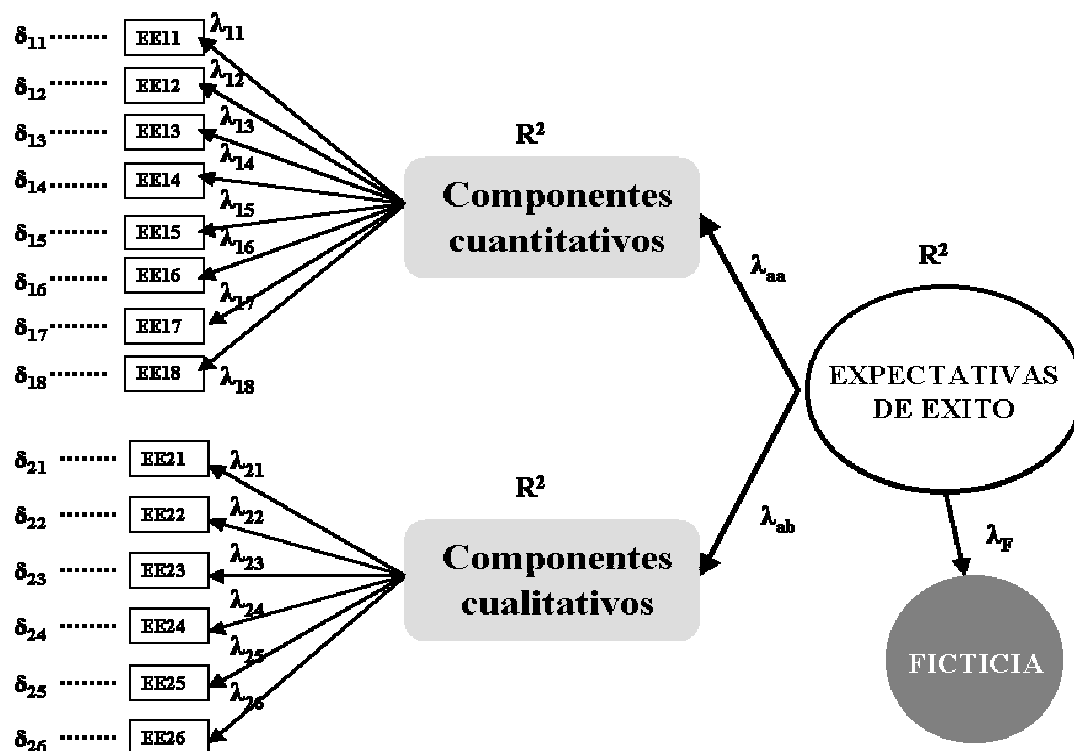 δ11 ········ EE11 λ11
δ12 ········ EE12 λ12
δ13 ········ EE13 λ13
δ14 ········ EE14 λ14
δ15 ········ EE15 λ15
δ16 ········ EE16 λ16
δ17 ········ EE17 λ17
δ18 ········ EE18 λ18
R²
Componentes
cuantitativos
λaa
R²
EXPECTATIVAS
DE EXITO
δ21 ········ EE21 λ21
δ22 ········ EE22 λ22
δ23 ········ EE23 λ23
δ24 ········ EE24 λ24
δ25 ········ EE25 λ25
δ26 ········ EE26 λ26
R²
Componentes
cualitativos
λab
λF
FICTICIA